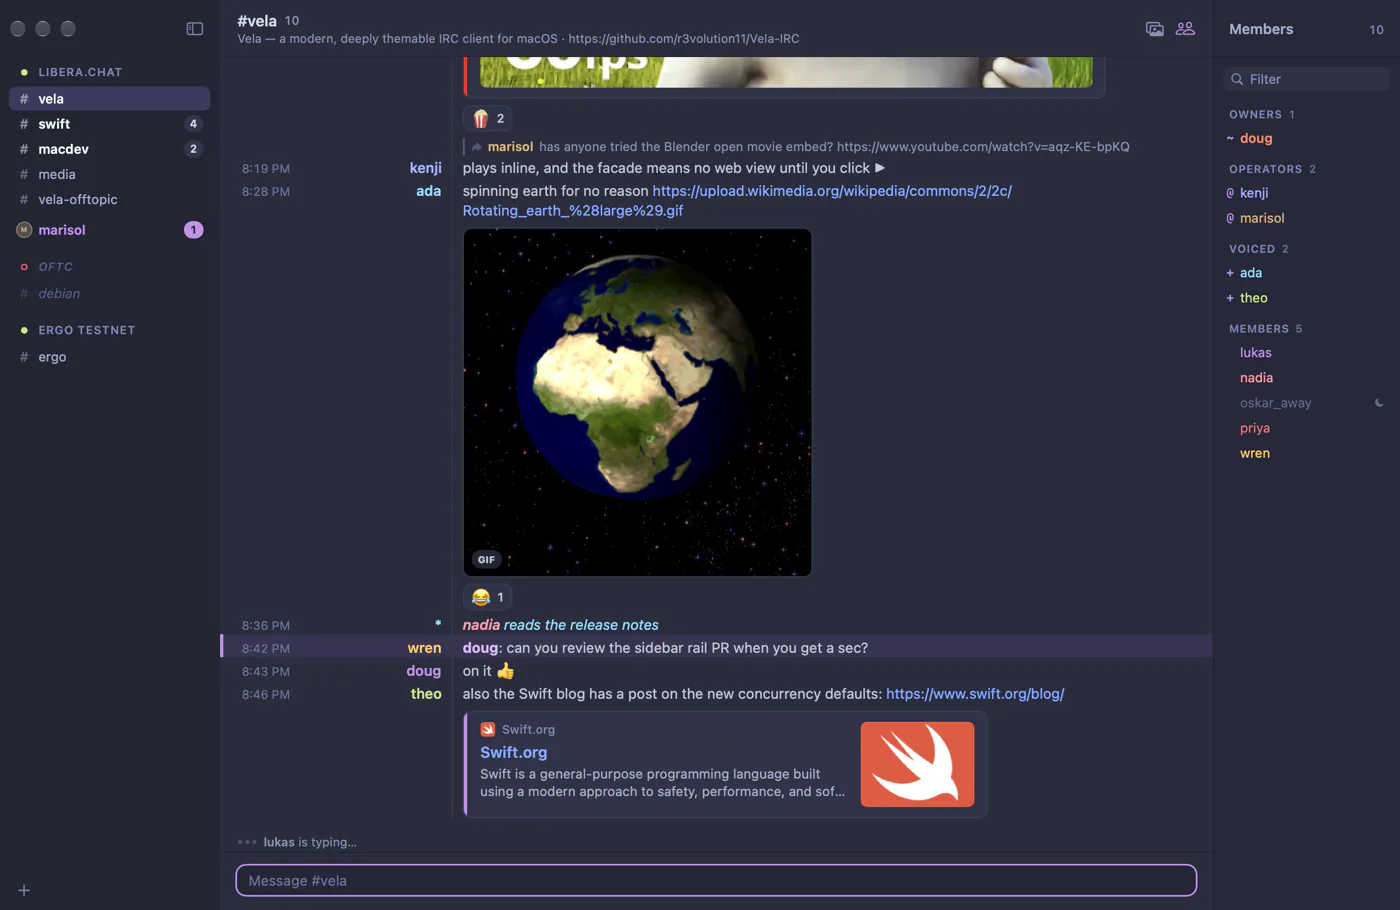 LIBERA.CHAT
# vela
# swift 4
# macdev 2
# media
# vela-offtopic
M marisol 1
OFTC
# debian
ERGO TESTNET
# ergo
+
#vela 10
Vela — a modern, deeply themable IRC client for macOS · https://github.com/r3volution11/Vela-IRC
🍿 2
marisol has anyone tried the Blender open movie embed? https://www.youtube.com/watch?v=aqz-KE-bpKQ
8:19 PM kenji plays inline, and the facade means no web view until you click ▶
8:28 PM ada spinning earth for no reason https://upload.wikimedia.org/wikipedia/commons/2/2c/
Rotating_earth_%28large%29.gif
GIF
😂 1
8:36 PM * nadia reads the release notes
8:42 PM wren doug: can you review the sidebar rail PR when you get a sec?
8:43 PM doug on it 👍
8:46 PM theo also the Swift blog has a post on the new concurrency defaults: https://www.swift.org/blog/
Swift.org
Swift.org
Swift is a general-purpose programming language built
using a modern approach to safety, performance, and sof...
lukas is typing...
Message #vela
Members 10
Filter
OWNERS 1
~ doug
OPERATORS 2
@ kenji
@ marisol
VOICED 2
+ ada
+ theo
MEMBERS 5
lukas
nadia
oskar_away
priya
wren